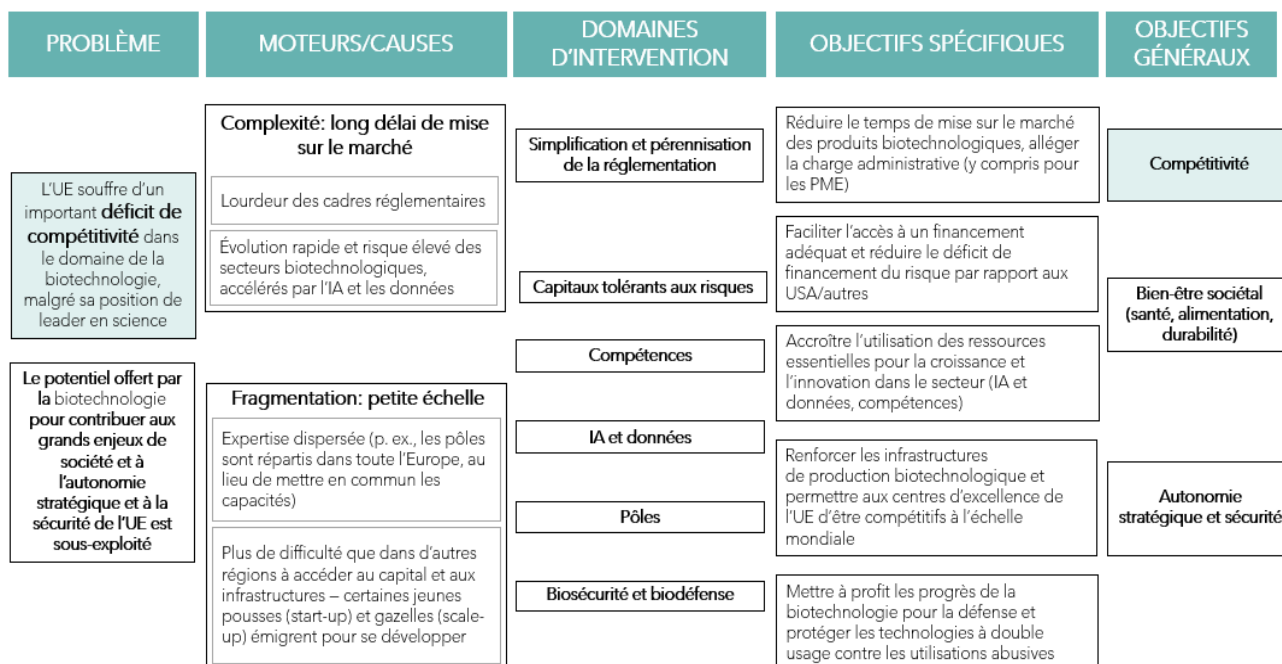 PROBLÈME
MOTEURS/CAUSES
DOMAINES
D’INTERVENTION
OBJECTIFS SPÉCIFIQUES
OBJECTIFS
GÉNÉRAUX
L’UE souffre d’un
important déficit de
compétitivité dans
le domaine de la
biotechnologie,
malgré sa position de
leader en science
Le potentiel offert par
la biotechnologie
pour contribuer aux
grands enjeux de
société et à
l’autonomie
stratégique et à la
sécurité de l’UE est
sous-exploité
Complexité: long délai de mise
sur le marché
Lourdeur des cadres réglementaires
Évolution rapide et risque élevé des
secteurs biotechnologiques,
accélérés par l’IA et les données
Fragmentation: petite échelle
Expertise dispersée (p. ex., les pôles
sont répartis dans toute l’Europe, au
lieu de mettre en commun les
capacités)
Plus de difficulté que dans d’autres
régions à accéder au capital et aux
infrastructures – certaines jeunes
pousses (start-up) et gazelles (scale-
up) émigrent pour se développer
Simplification et pérennisation
de la réglementation
Capitaux tolérants aux risques
Compétences
IA et données
Pôles
Biosécurité et biodéfense
Réduire le temps de mise sur le marché
des produits biotechnologiques, alléger
la charge administrative (y compris pour
les PME)
Faciliter l’accès à un financement
adéquat et réduire le déficit de
financement du risque par rapport aux
USA/autres
Accroître l’utilisation des ressources
essentielles pour la croissance et
l’innovation dans le secteur (IA et
données, compétences)
Renforcer les infrastructures
de production biotechnologique et
permettre aux centres d’excellence de
l’UE d’être compétitifs à l’échelle
mondiale
Mettre à profit les progrès de la
biotechnologie pour la défense et
protéger les technologies à double
usage contre les utilisations abusives
Compétitivité
Bien-être sociétal
(santé, alimentation,
durabilité)
Autonomie
stratégique et sécurité